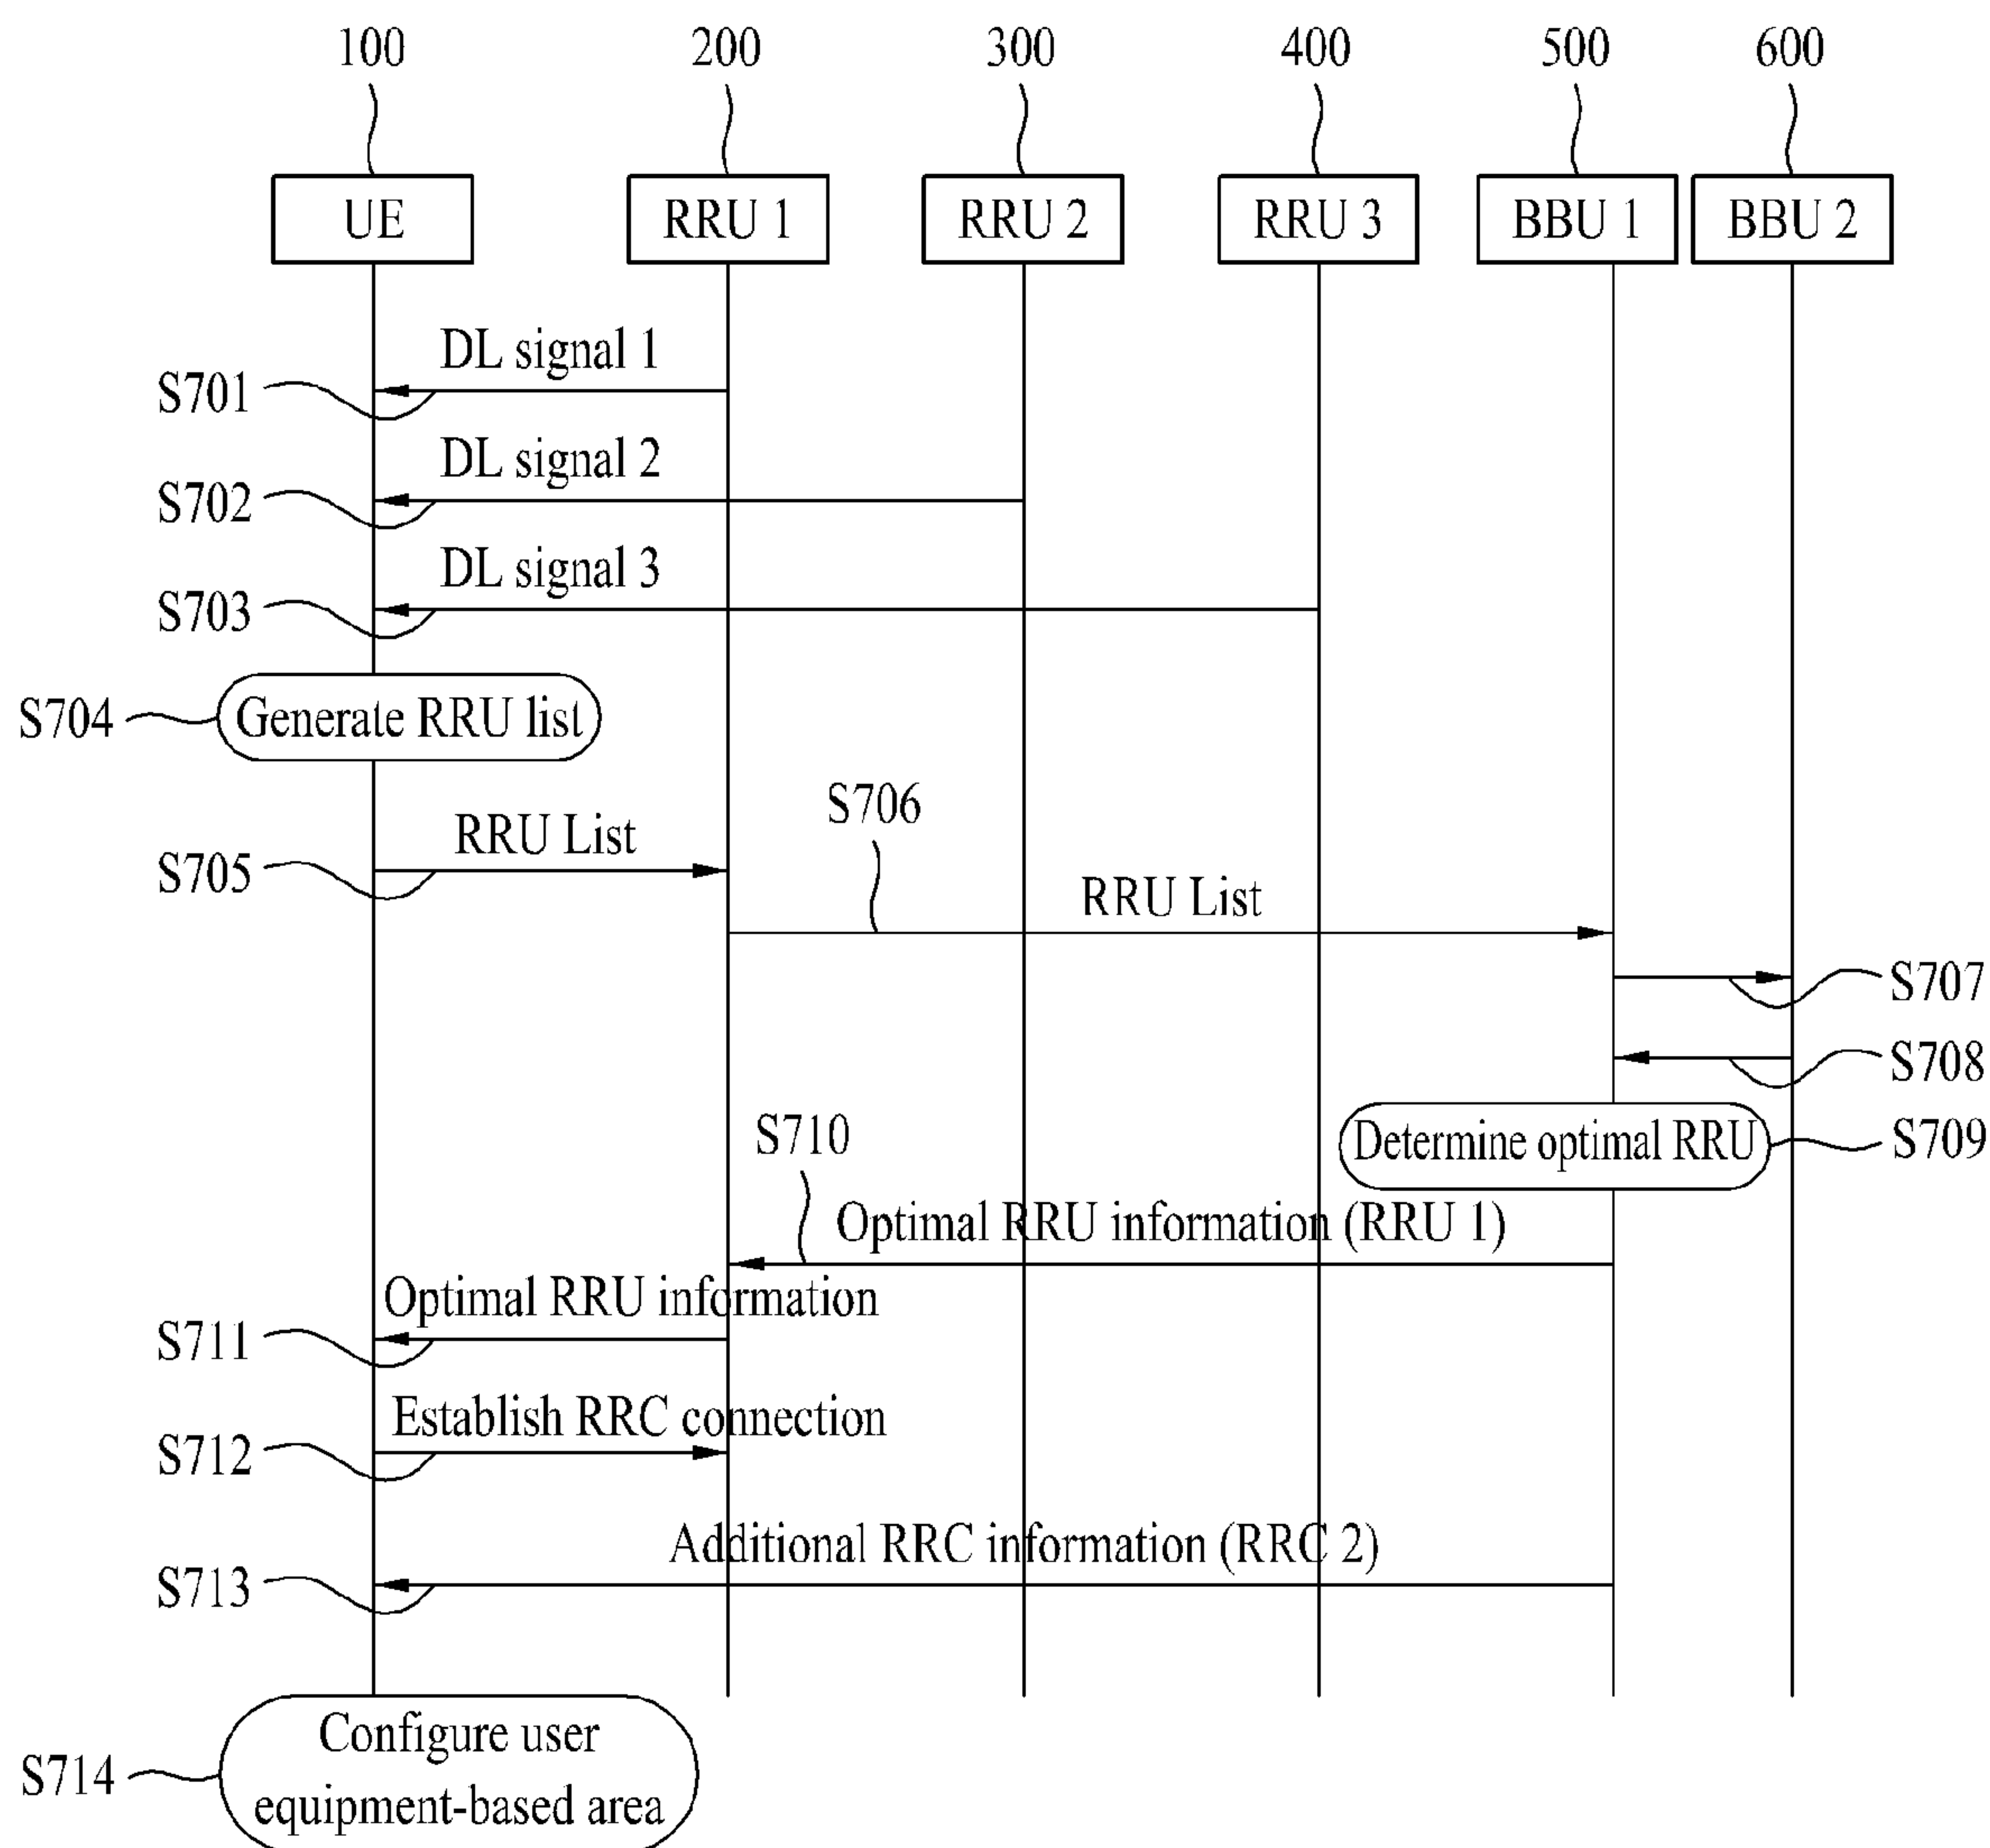 100
200
300
400
500
600
UE
RRU 1
RRU 2
RRU 3
BBU 1
BBU 2
DL signal 1
S701
DL signal 2
S702
DL signal 3
S703
S704
Generate RRU list
S706
RRU List
S705
RRU List
S707
S708
S710
Determine optimal RRU
S709
Optimal RRU information (RRU 1)
Optimal RRU information
S711
Establish RRC connection
S712
Additional RRC information (RRC 2)
S713
S714
Configure user
equipment-based area